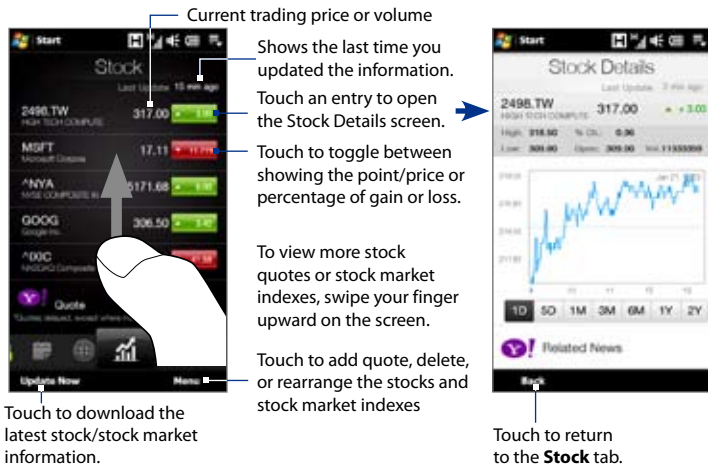 Current trading price or volume
Start
Stock
Last Update 15 min ago
2498.TW
HIGH TECH COMPUTE
317.00
MSFT
Microsoft
17.11
^NYA
NYSE COMPOSITE IN
5171.68
GOOG
Google Inc.
306.50
NASDAQ Composite
Y! Quote
Update Now
Menu
Shows the last time you
updated the information.
Touch an entry to open
the Stock Details screen.
Touch to toggle between
showing the point/price or
percentage of gain or loss.
To view more stock
quotes or stock market
indexes, swipe your finger
upward on the screen.
Touch to add quote, delete,
or rearrange the stocks and
stock market indexes
Touch to download the
latest stock/stock market
information.
Start
Stock Details
Last Update min ago
2498.TW
HIGH TECH COMPUTE
317.00
+ 3.00
High: 318.50 % Ch.: 0.96
Low: 309.00 Open: 309.00
1D 5D 1M 3M 6M 1Y 2Y
Y! Related News
Back
Touch to return
to the Stock tab.